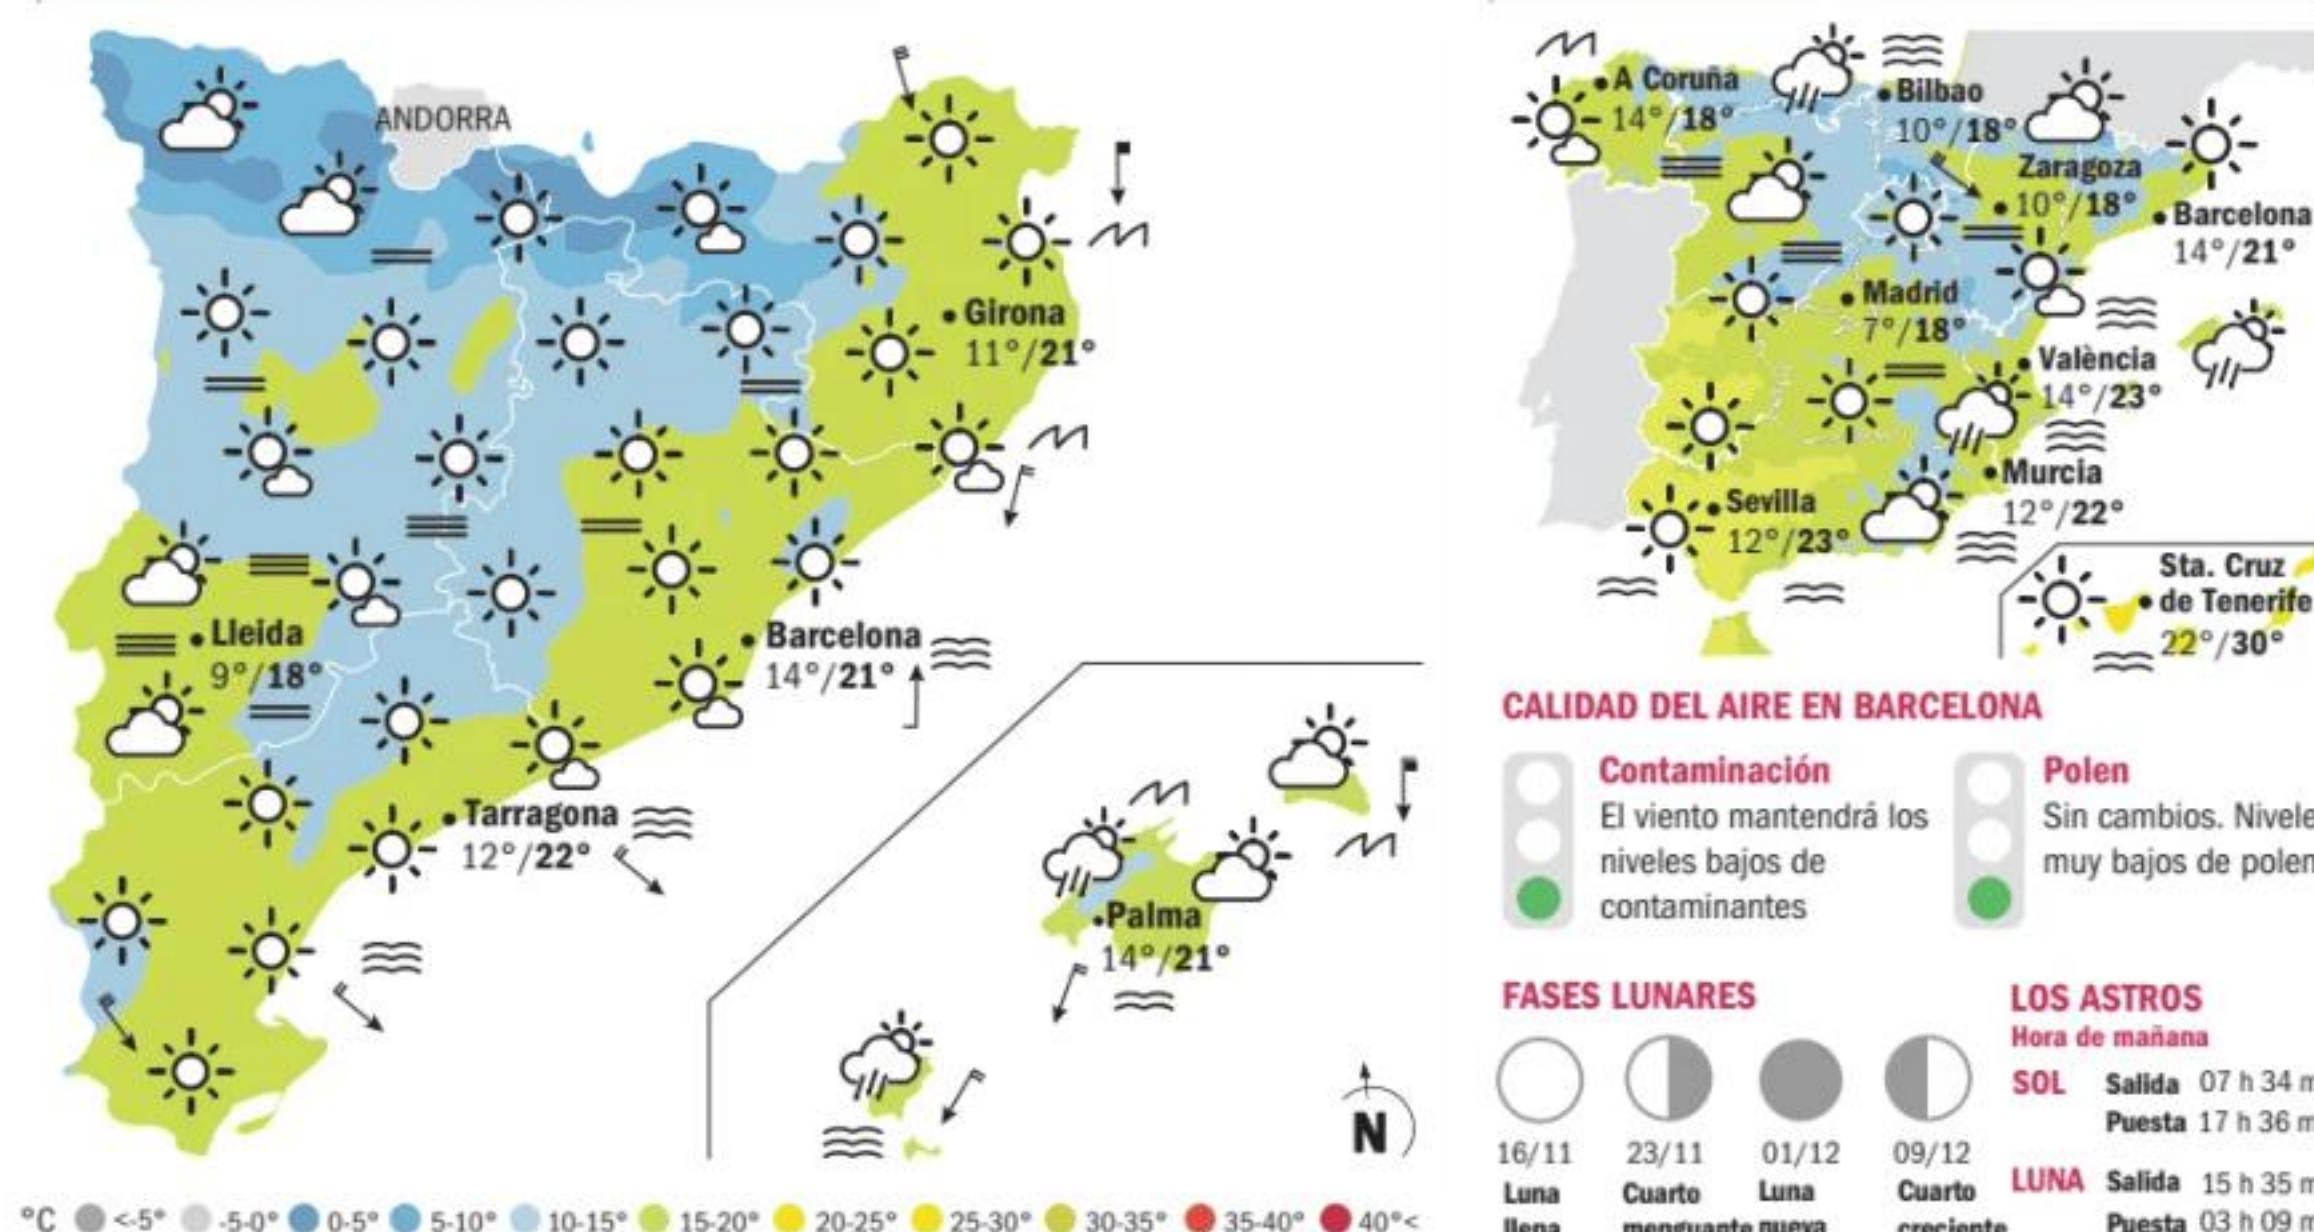 ANDORRA
Girona
11°/21°
Lleida
9°/18°
Barcelona
14°/21°
Tarragona
12°/22°
Palma
14°/21°
N
°C <-5° -5-0° 0-5° 5-10° 10-15° 15-20° 20-25° 25-30° 30-35° 35-40° 40°<
A Coruña
14°/18°
Bilbao
10°/18°
Zaragoza
10°/18°
Barcelona
14°/21°
Madrid
7°/18°
València
14°/23°
Murcia
12°/22°
Sevilla
12°/23°
Sta. Cruz
de Tenerife
22°/30°
CALIDAD DEL AIRE EN BARCELONA
Contaminación
El viento mantendrá los
niveles bajos de
contaminantes
Polen
Sin cambios. Nivele
muy bajos de polen
FASES LUNARES
16/11
Luna
llena
23/11
Cuarto
menguante
01/12
Luna
nueva
09/12
Cuarto
creciente
LOS ASTROS
Hora de mañana
SOL Salida 07 h 34 m
Puesta 17 h 36 m
LUNA Salida 15 h 35 m
Puesta 03 h 09 m